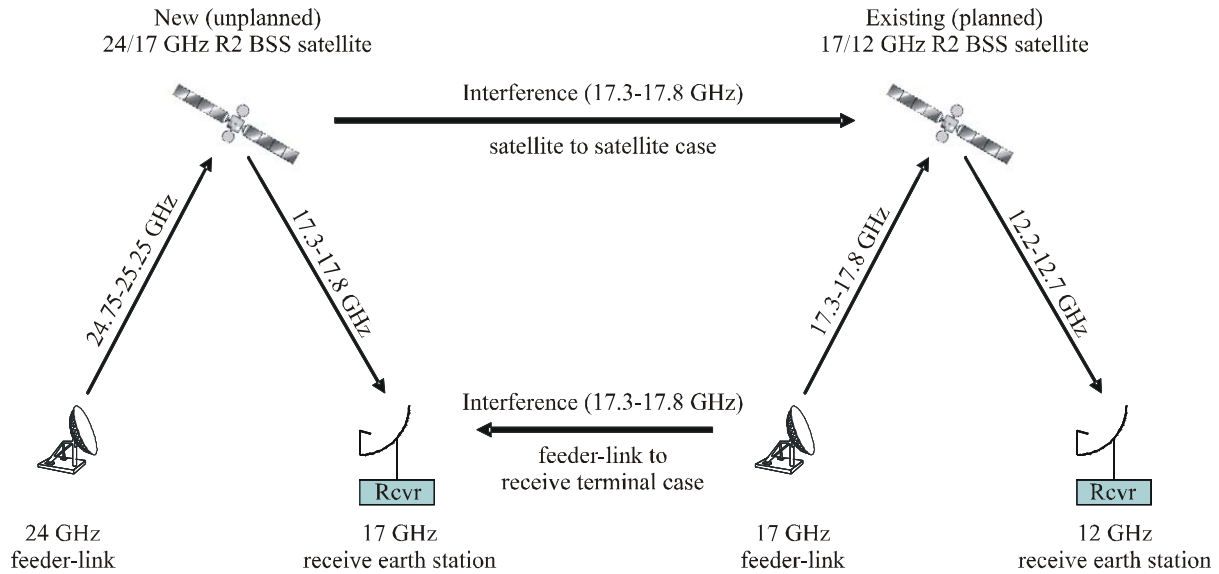 New (unplanned)
24/17 GHz R2 BSS satellite
Existing (planned)
17/12 GHz R2 BSS satellite
Interference (17.3-17.8 GHz)
satellite to satellite case
24.75-25.25 GHz
17.3-17.8 GHz
17.3-17.8 GHz
12.2-12.7 GHz
Interference (17.3-17.8 GHz)
feeder-link to
receive terminal case
Rcvr
Rcvr
24 GHz
feeder-link
17 GHz
receive earth station
17 GHz
feeder-link
12 GHz
receive earth station